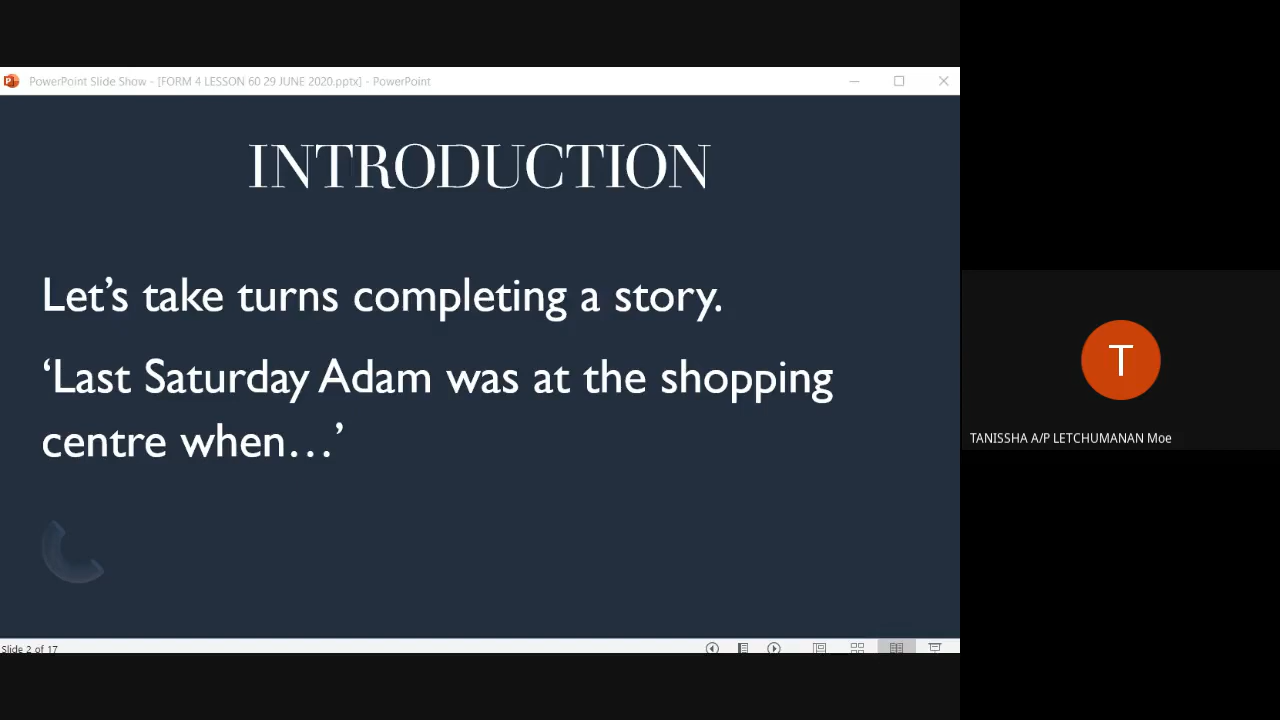 PowerPoint Slide Show - [FORM 4 LESSON 60 29 JUNE 2020.pptx] - PowerPoint
INTRODUCTION
Let's take turns completing a story.
‘Last Saturday Adam was at the shopping
centre when…’
T
TANISSHA A/P LETCHUMANAN Moe
Slide 2 of 17